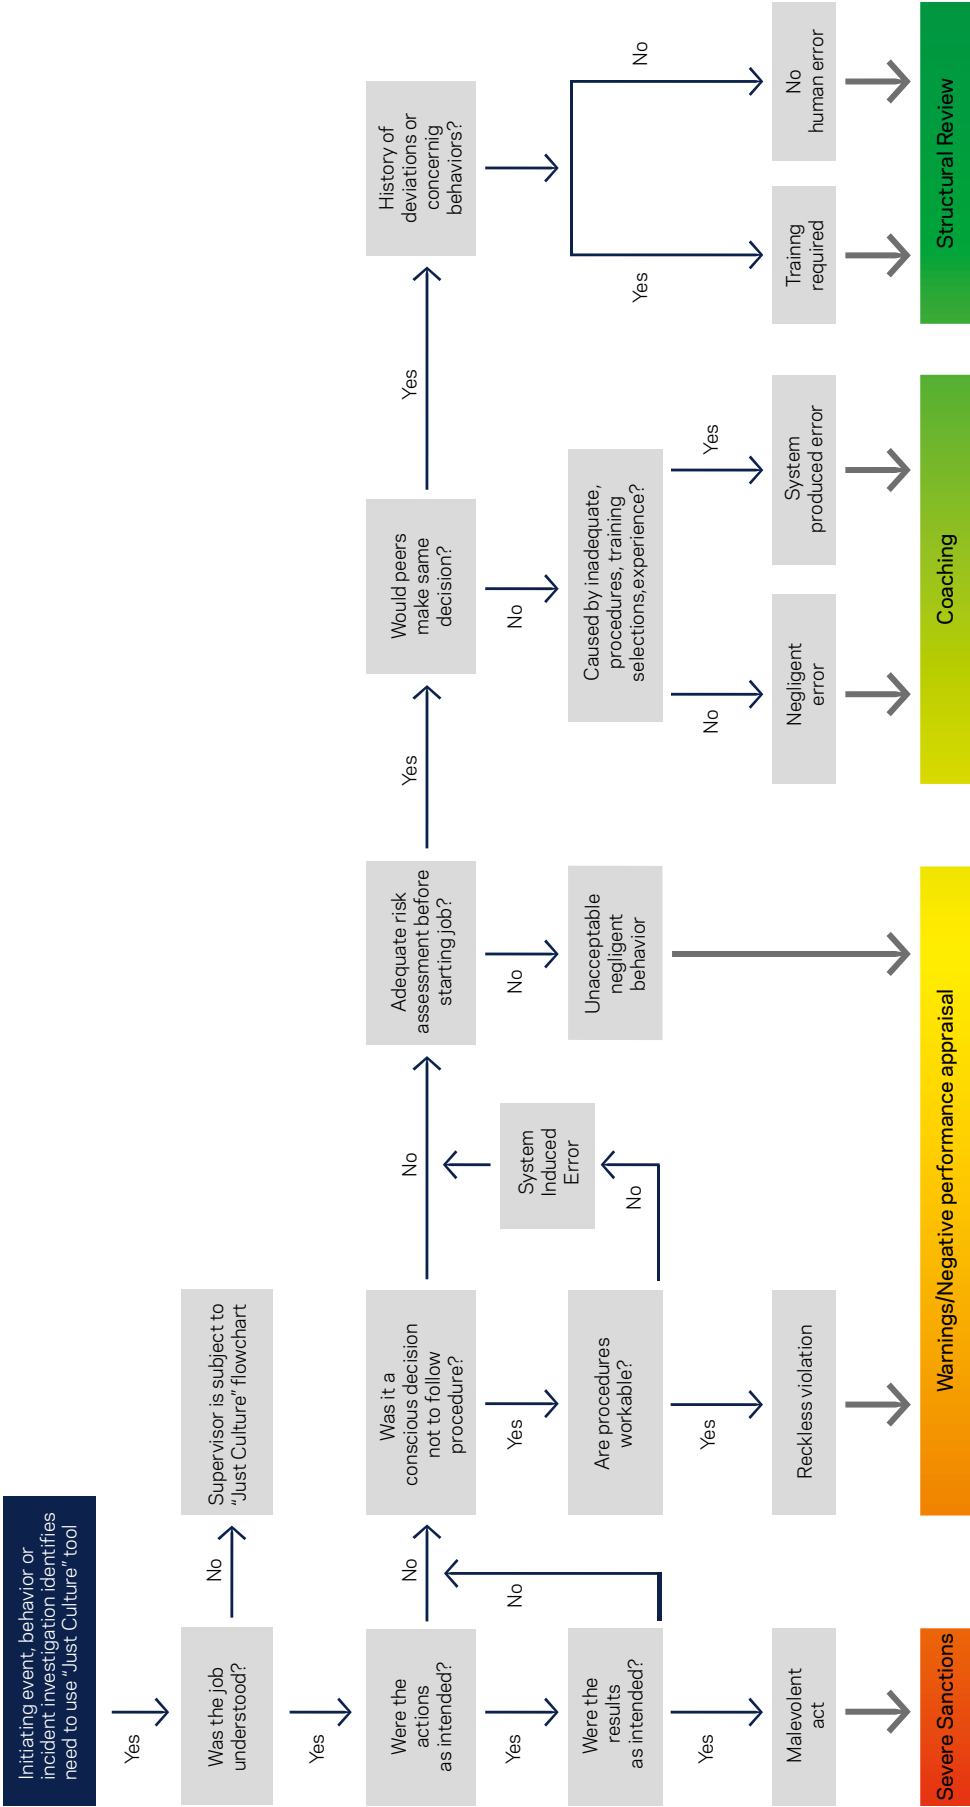 Initiating event, behavior or
incident investigation identifies
need to use “Just Culture” tool
Yes
Was the job
understood?
No
Supervisor is subject to
“Just Culture” flowchart
Yes
Were the
actions
as intended?
No
Was it a
conscious decision
not to follow
procedure?
No
Adequate risk
assessment before
starting job?
Yes
Would peers
make same
decision?
Yes
History of
deviations or
concernig
behaviors?
Yes
Were the
results
as intended?
No
Yes
Are procedures
workable?
No
System
Induced
Error
No
Unacceptable
negligent
behavior
No
Caused by inadequate,
procedures, training
selections,experience?
Yes
Malevolent
act
Yes
Reckless violation
No
Negligent
error
Yes
System
produced error
Yes
Trainng
required
No
No
human error
Severe Sanctions
Warnings/Negative performance appraisal
Coaching
Structural Review